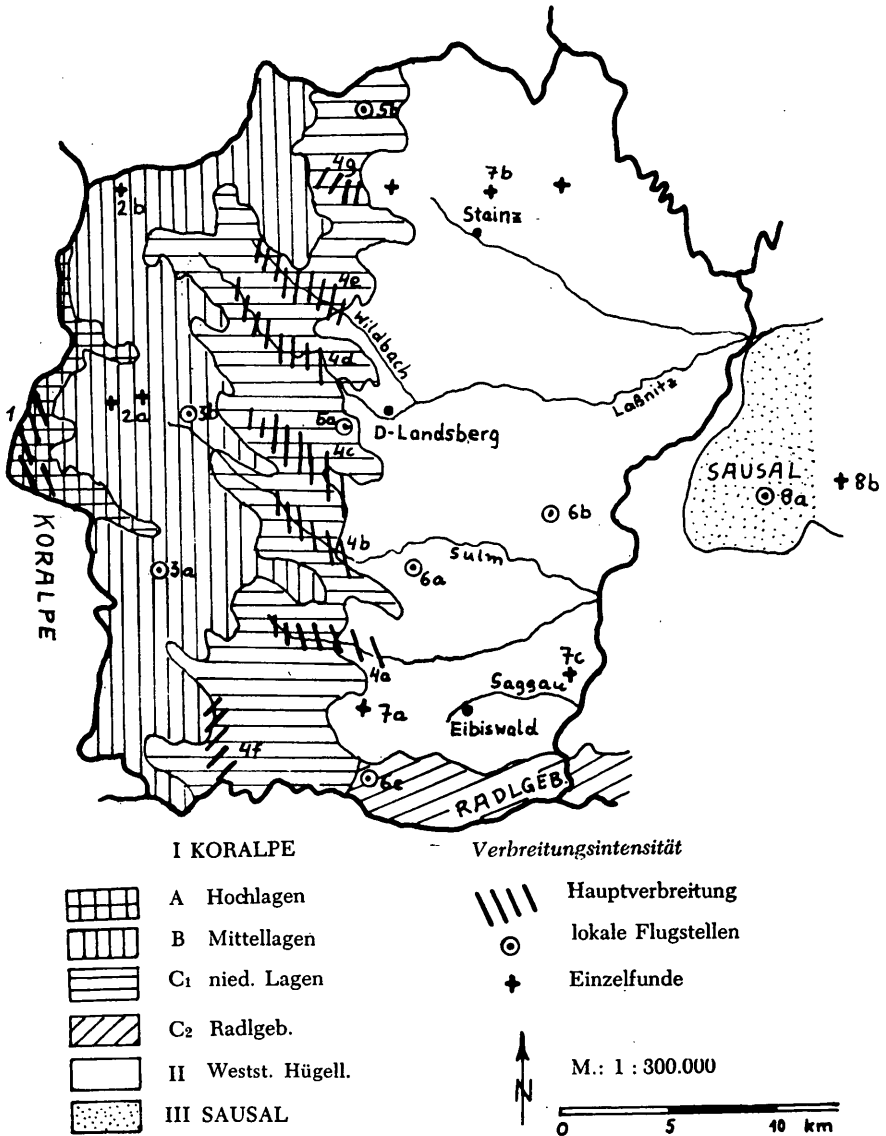 5b
4g
7b
2b
Stainz
4e
Wildbach
4d
Laßnitz
1
2a
3b
5a
D-Landsberg
4c
SAUSAL
8b
8a
6b
KORALPE
4b
Sulm
3a
6a
7c
4a
Saggau
7a
Eibiswald
4f
6c
RADLGEB.
I KORALPE
A Hochlagen
B Mittellagen
C1 nied. Lagen
C2 Radlgeb.
II Westst. Hügell.
III SAUSAL
Verbreitungsintensität
Hauptverbreitung
lokale Flugstellen
Einzelfunde
N
M.: 1 : 300.000
0 5 10 km